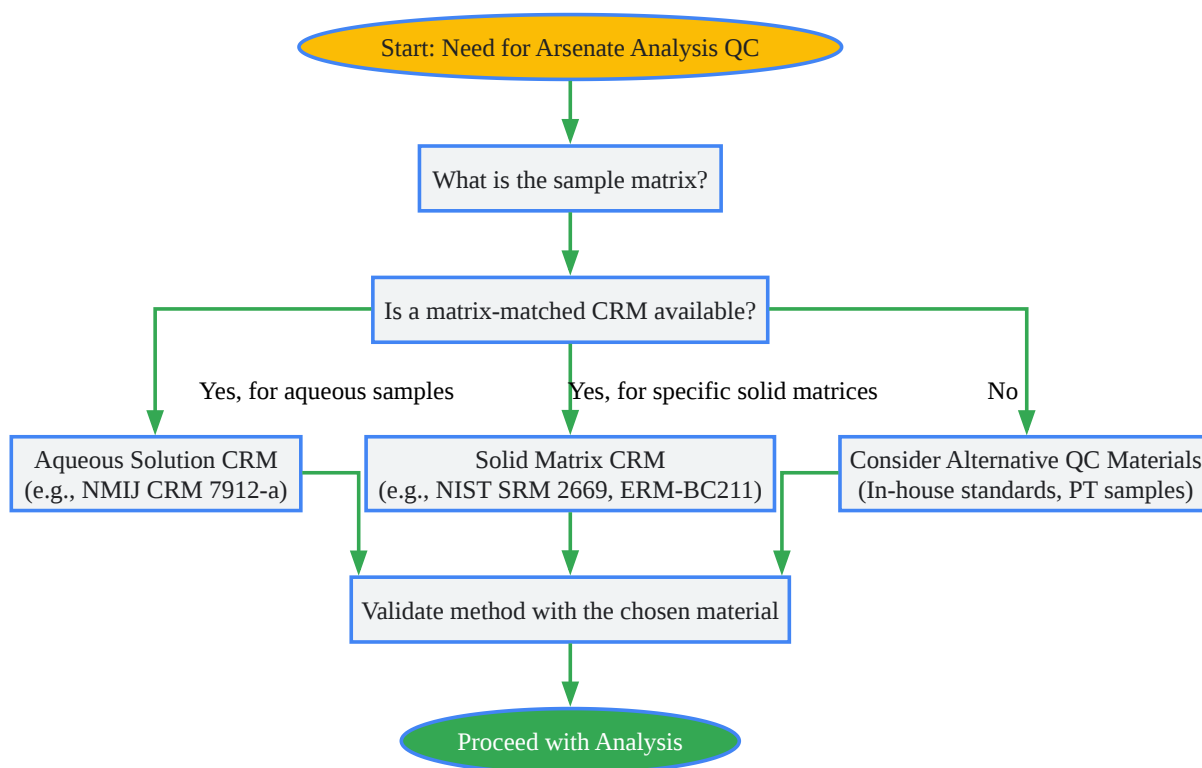 Start: Need for Arsenate Analysis QC
What is the sample matrix?
Is a matrix-matched CRM available?
Yes, for aqueous samples
Yes, for specific solid matrices
No
Aqueous Solution CRM
(e.g., NMIJ CRM 7912-a)
Solid Matrix CRM
(e.g., NIST SRM 2669, ERM-BC211)
Consider Alternative QC Materials
(In-house standards, PT samples)
Validate method with the chosen material
Proceed with Analysis